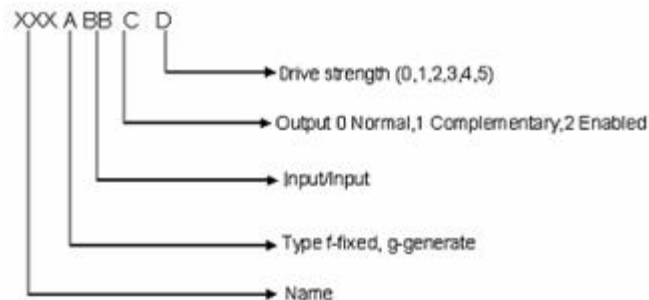 XXX A BB C D
Drive strength (0,1,2,3,4,5)
Output 0 Normal,1 Complementary,2 Enabled
Input/Input
Type f-fixed, g-generate
Name